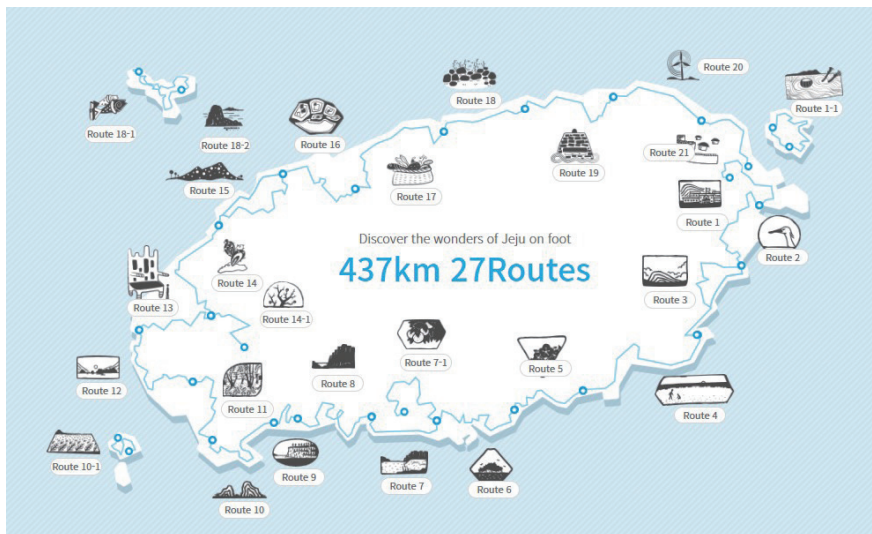 Route 20
Route 18
Route 1-1
Route 18-1
Route 18-2
Route 16
Route 21
Route 19
Route 15
Route 17
Route 1
Discover the wonders of Jeju on foot
Route 2
437km 27Routes
Route 14
Route 3
Route 13
Route 14-1
Route 7-1
Route 5
Route 8
Route 12
Route 11
Route 4
Route 10-1
Route 9
Route 7
Route 6
Route 10